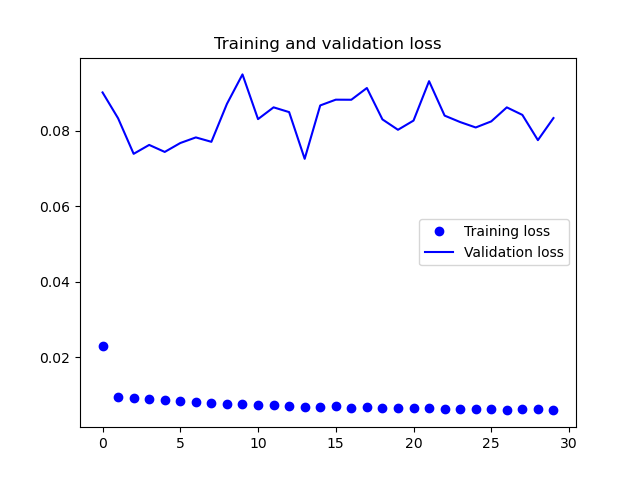 Training and validation loss
0.08
0.06
0.04
0.02
Training loss
Validation loss
0 5 10 15 20 25 30